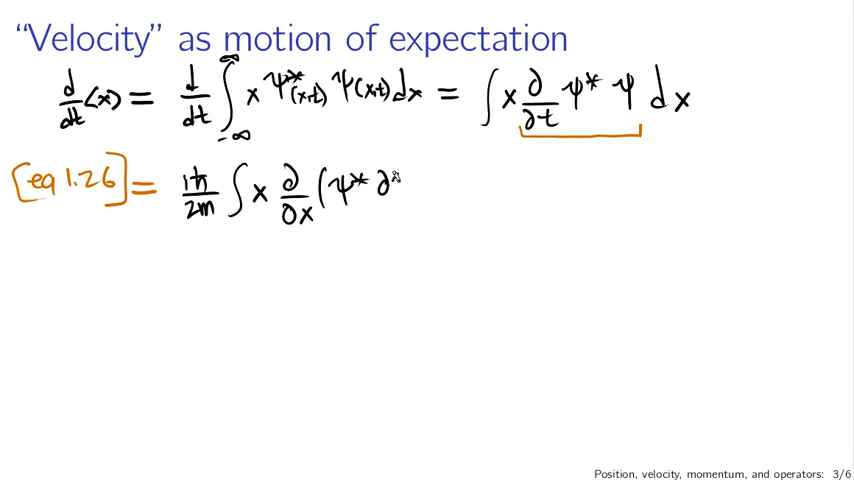 “Velocity” as motion of expectation
d/dt ⟨x⟩ = d/dt ∫_{-∞}^{∞} x ψ*(x,t) ψ(x,t) dx = ∫ x ∂/∂t ψ* ψ dx
[eq 1.26] = iħ/2m ∫ x ∂/∂x (ψ* ∂
Position, velocity, momentum, and operators: 3/6